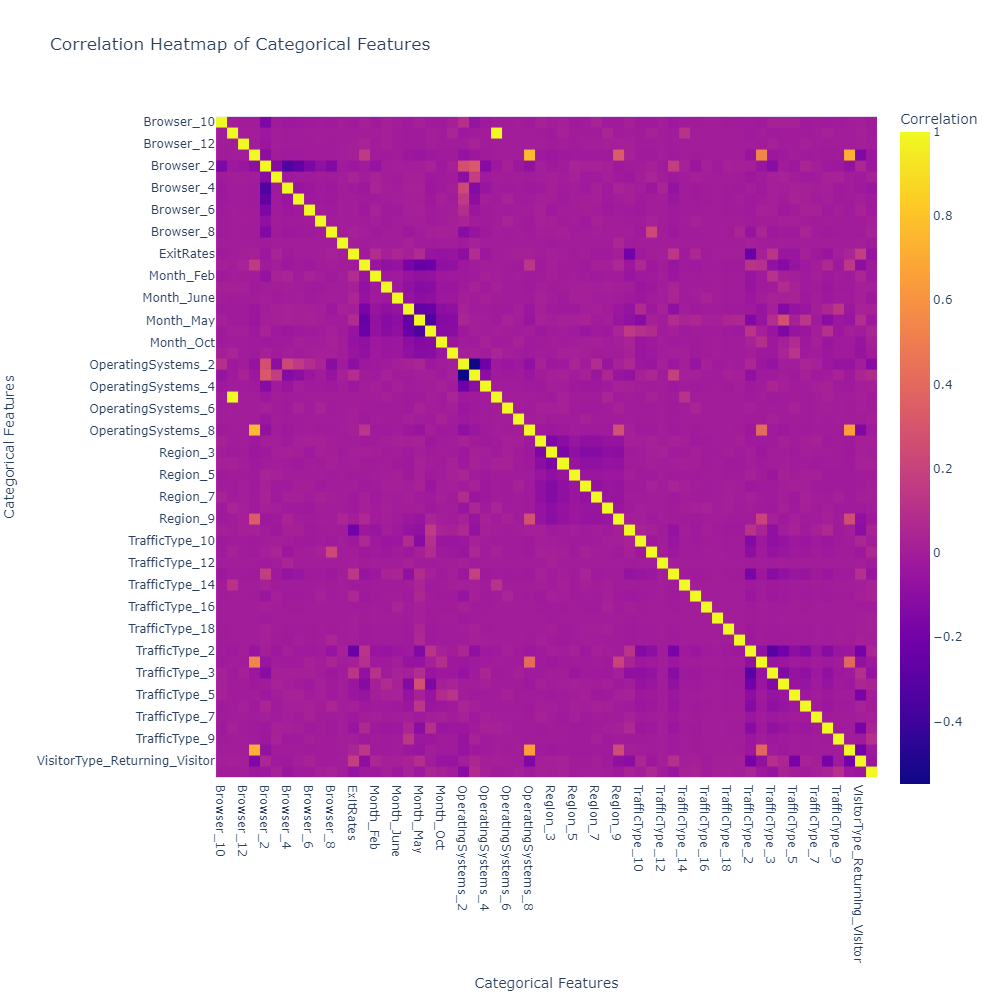 Correlation Heatmap of Categorical Features
Correlation
1
0.8
0.6
0.4
0.2
0
−0.2
−0.4
Categorical Features
Browser_10
Browser_12
Browser_2
Browser_4
Browser_6
Browser_8
ExitRates
Month_Feb
Month_June
Month_May
Month_Oct
OperatingSystems_2
OperatingSystems_4
OperatingSystems_6
OperatingSystems_8
Region_3
Region_5
Region_7
Region_9
TrafficType_10
TrafficType_12
TrafficType_14
TrafficType_16
TrafficType_18
TrafficType_2
TrafficType_3
TrafficType_5
TrafficType_7
TrafficType_9
VisitorType_Returning_Visitor
Browser_10
Browser_12
Browser_2
Browser_4
Browser_6
Browser_8
ExitRates
Month_Feb
Month_June
Month_May
Month_Oct
OperatingSystems_2
OperatingSystems_4
OperatingSystems_6
OperatingSystems_8
Region_3
Region_5
Region_7
Region_9
TrafficType_10
TrafficType_12
TrafficType_14
TrafficType_16
TrafficType_18
TrafficType_2
TrafficType_3
TrafficType_5
TrafficType_7
TrafficType_9
VisitorType_Returning_Visitor
Categorical Features